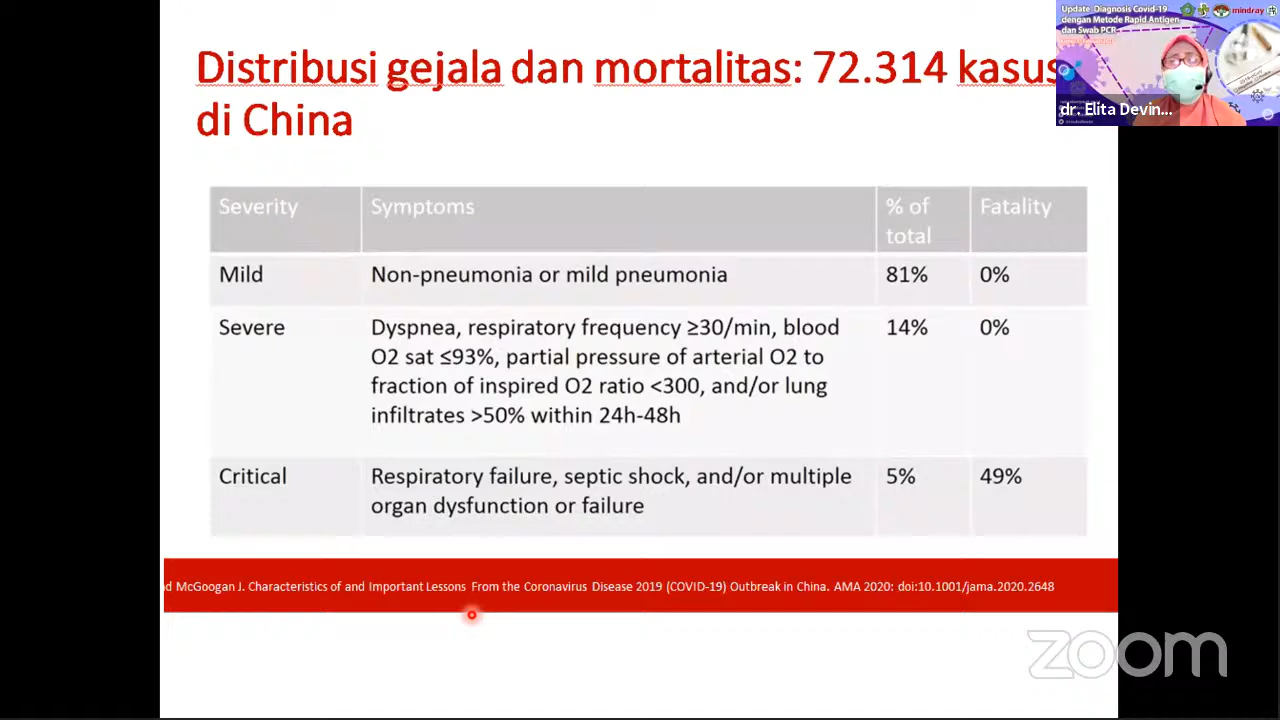 Distribusi gejala dan mortalitas: 72.314 kasus
di China
Update Diagnosis Covid-19
dengan Metode Rapid Antigen
dan Swab PCR
mindray
dr. Elita Devin...
Severity
Symptoms
% of
total
Fatality
Mild
Non-pneumonia or mild pneumonia
81%
0%
Severe
Dyspnea, respiratory frequency ≥30/min, blood
O2 sat ≤93%, partial pressure of arterial O2 to
fraction of inspired O2 ratio <300, and/or lung
infiltrates >50% within 24h-48h
14%
0%
Critical
Respiratory failure, septic shock, and/or multiple
organ dysfunction or failure
5%
49%
d McGoogan J. Characteristics of and Important Lessons From the Coronavirus Disease 2019 (COVID-19) Outbreak in China. AMA 2020: doi:10.1001/jama.2020.2648
zoom